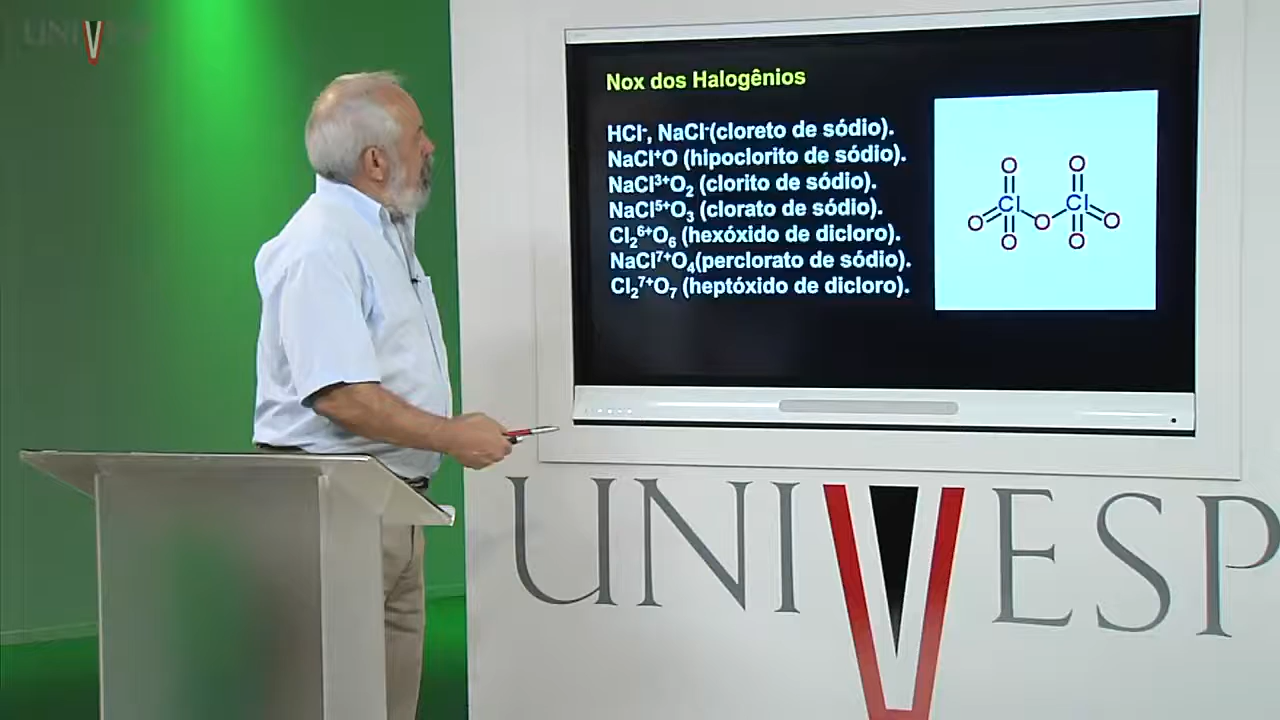 UNIVESP
Nox dos Halogênios
HCl⁻, NaCl⁻(cloreto de sódio).
NaCl⁺O (hipoclorito de sódio).
NaCl³⁺O₂ (clorito de sódio).
NaCl⁵⁺O₃ (clorato de sódio).
Cl₂⁶⁺O₆ (hexóxido de dicloro).
NaCl⁷⁺O₄(perclorato de sódio).
Cl₂⁷⁺O₇ (heptóxido de dicloro).
O O
Cl Cl
O O O
O O
UNIVESP